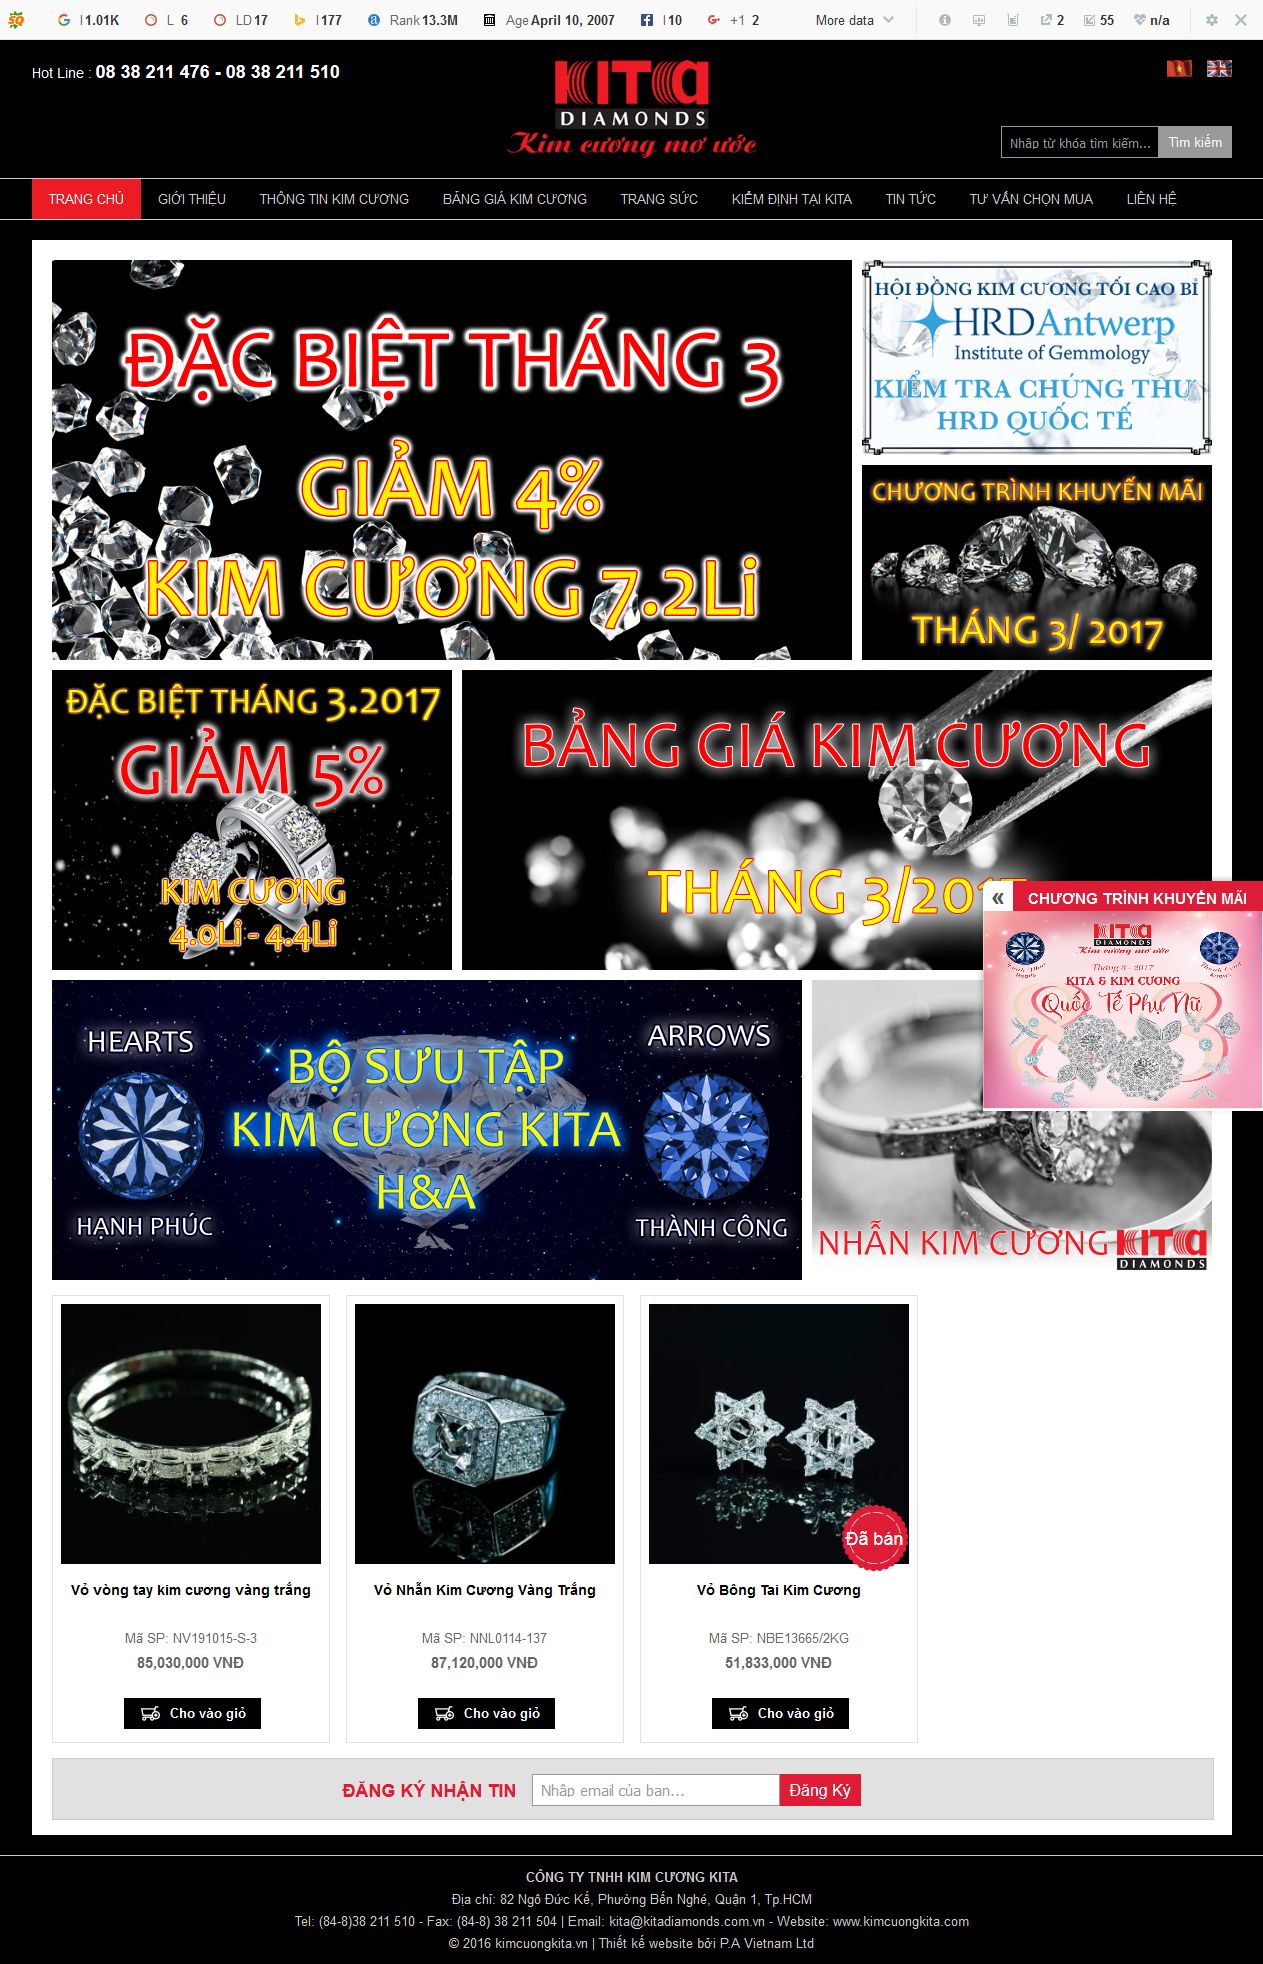 I 1.01K L 6 LD 17 I 177 Rank 13.3M Age April 10, 2007 I 10 +1 2 More data 2 55 n/a
Hot Line : 08 38 211 476 - 08 38 211 510
KITA
DIAMONDS
Kim cương mơ ước
Nhập từ khóa tìm kiếm... Tìm kiếm
TRANG CHỦ GIỚI THIỆU THÔNG TIN KIM CƯƠNG BẢNG GIÁ KIM CƯƠNG TRANG SỨC KIỂM ĐỊNH TẠI KITA TIN TỨC TƯ VẤN CHỌN MUA LIÊN HỆ
ĐẶC BIỆT THÁNG 3
GIẢM 4%
KIM CƯƠNG 7.2Li
HỘI ĐỒNG KIM CƯƠNG TỐI CAO BỈ
HRD Antwerp
Institute of Gemmology
KIỂM TRA CHỨNG THƯ
HRD QUỐC TẾ
CHƯƠNG TRÌNH KHUYẾN MÃI
THÁNG 3/ 2017
ĐẶC BIỆT THÁNG 3.2017
GIẢM 5%
KIM CƯƠNG
4.0Li - 4.4Li
BẢNG GIÁ KIM CƯƠNG
THÁNG 3/2017
« CHƯƠNG TRÌNH KHUYẾN MÃI
KITA
DIAMONDS
Kim cương mơ ước
Tháng 3 - 2017
KITA & KIM CƯƠNG
Quốc Tế Phụ Nữ
HEARTS
HẠNH PHÚC
BỘ SƯU TẬP
KIM CƯƠNG KITA
H&A
ARROWS
THÀNH CÔNG
NHẪN KIM CƯƠNG KITA
DIAMONDS
Vỏ vòng tay kim cương vàng trắng
Mã SP: NV191015-S-3
85,030,000 VNĐ
Cho vào giỏ
Vỏ Nhẫn Kim Cương Vàng Trắng
Mã SP: NNL0114-137
87,120,000 VNĐ
Cho vào giỏ
Đã bán
Vỏ Bông Tai Kim Cương
Mã SP: NBE13665/2KG
51,833,000 VNĐ
Cho vào giỏ
ĐĂNG KÝ NHẬN TIN Nhập email của bạn... Đăng Ký
CÔNG TY TNHH KIM CƯƠNG KITA
Địa chỉ: 82 Ngô Đức Kế, Phường Bến Nghé, Quận 1, Tp.HCM
Tel: (84-8)38 211 510 - Fax: (84-8) 38 211 504 | Email: kita@kitadiamonds.com.vn - Website: www.kimcuongkita.com
© 2016 kimcuongkita.vn | Thiết kế website bởi P.A Vietnam Ltd